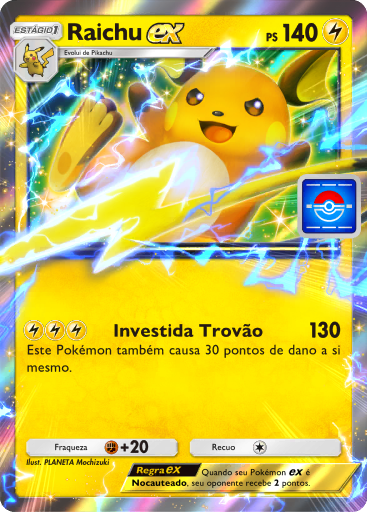 ESTÁGIO 1
Raichu ex
PS 140
Evolui de Pikachu
Investida Trovão 130
Este Pokémon também causa 30 pontos de dano a si
mesmo.
Fraqueza +20
Recuo
Ilust. PLANETA Mochizuki
Regra ex
Quando seu Pokémon ex é
Nocauteado, seu oponente recebe 2 pontos.